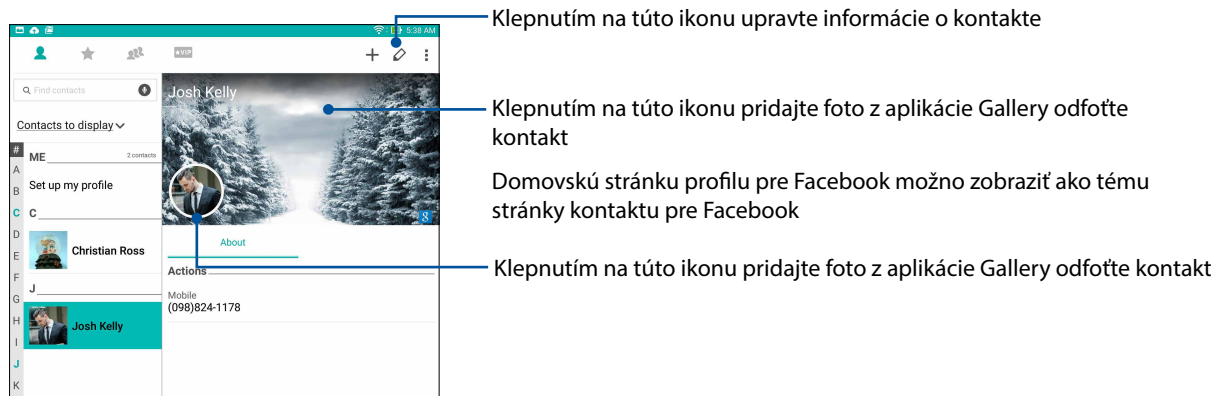 Klepnutím na túto ikonu upravte informácie o kontakte
5:38 AM
VIP
Find contacts
Contacts to display
#
ME
2 contacts
A
Set up my profile
B
C
C
D
Christian Ross
E
F
J
G
H
Josh Kelly
I
J
K
Josh Kelly
8
About
Actions
Mobile
(098)824-1178
Klepnutím na túto ikonu pridajte foto z aplikácie Gallery odfoťte
kontakt
Domovskú stránku profilu pre Facebook možno zobraziť ako tému
stránky kontaktu pre Facebook
Klepnutím na túto ikonu pridajte foto z aplikácie Gallery odfoťte kontakt